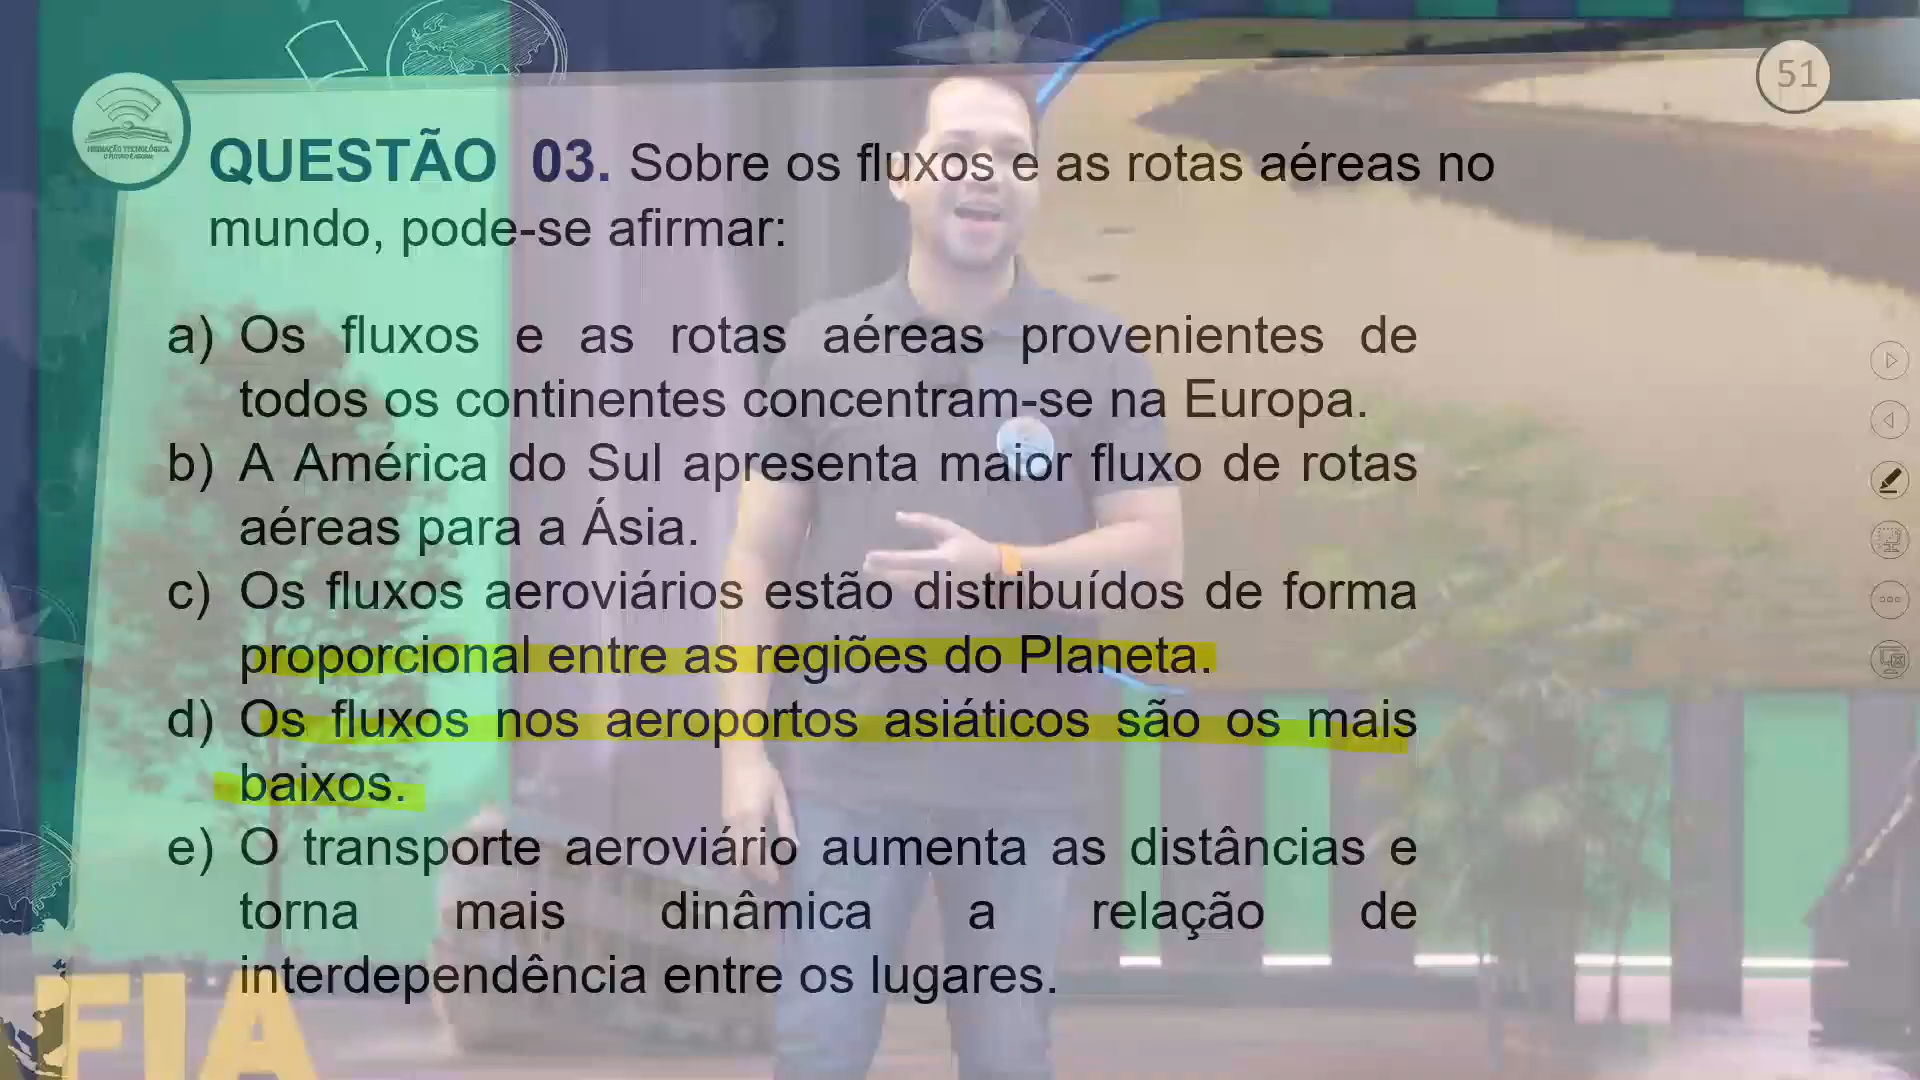 51
MEDIAÇÃO TECNOLÓGICA
QUESTÃO 03. Sobre os fluxos e as rotas aéreas no
mundo, pode-se afirmar:
a) Os fluxos e as rotas aéreas provenientes de
todos os continentes concentram-se na Europa.
b) A América do Sul apresenta maior fluxo de rotas
aéreas para a Ásia.
c) Os fluxos aeroviários estão distribuídos de forma
proporcional entre as regiões do Planeta.
d) Os fluxos nos aeroportos asiáticos são os mais
baixos.
e) O transporte aeroviário aumenta as distâncias e
torna mais dinâmica a relação de
interdependência entre os lugares.
FIA